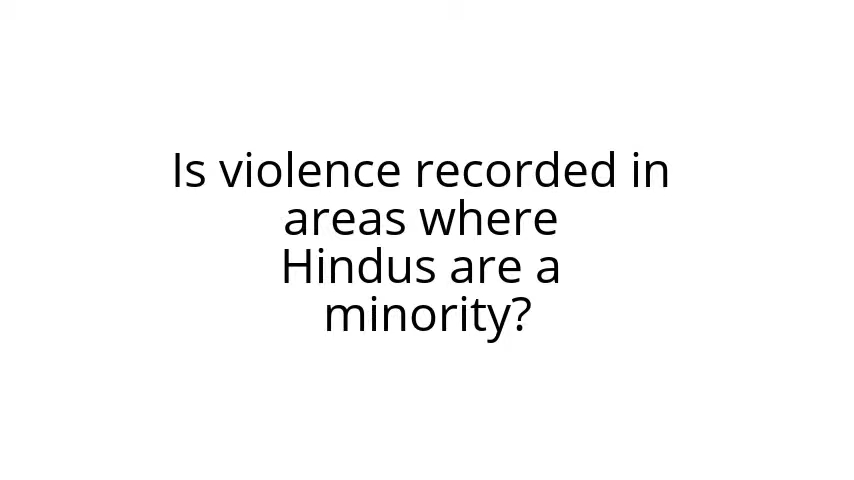 Is violence recorded in
areas where
Hindus are a
minority?